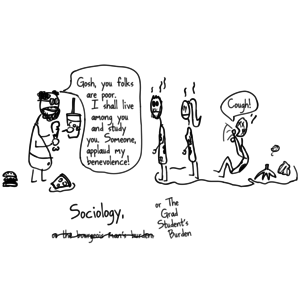 Gosh, you folks
are poor.
I shall live
among you
and study
you. Someone,
applaud my
benevolence!
Cough!
Sociology,
or the bourgeois man's burden
or The
Grad
Student's
Burden